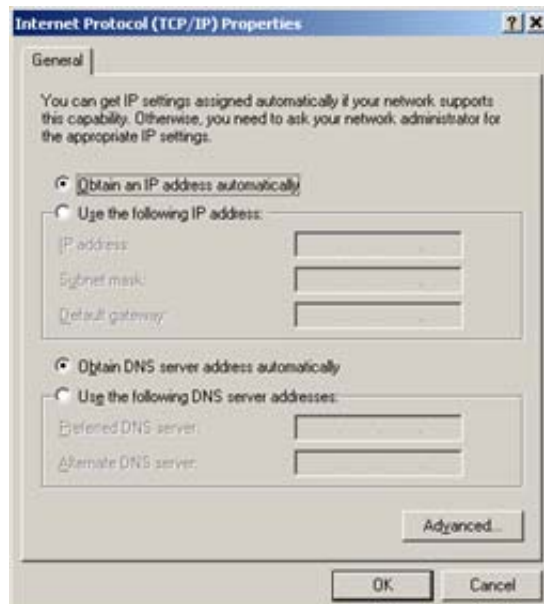 Internet Protocol (TCP/IP) Properties
? X
General
You can get IP settings assigned automatically if your network supports
this capability. Otherwise, you need to ask your network administrator for
the appropriate IP settings.
Obtain an IP address automatically
Use the following IP address:
IP address:
Subnet mask:
Default gateway:
Obtain DNS server address automatically
Use the following DNS server addresses:
Preferred DNS server:
Alternate DNS server:
Advanced...
OK
Cancel